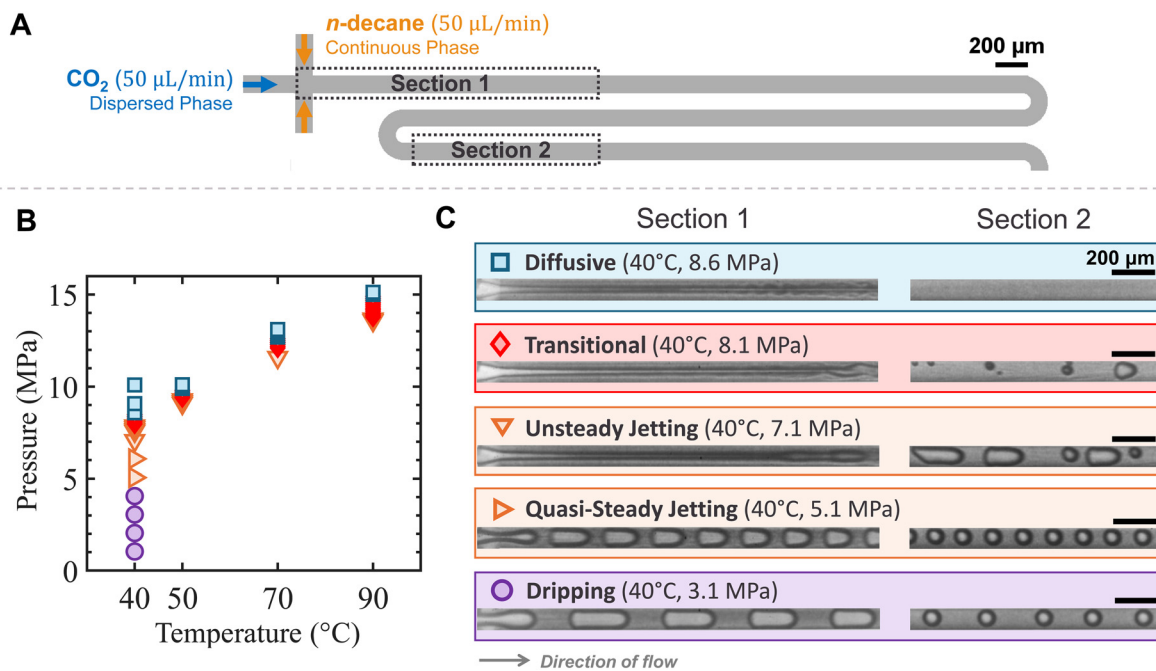 A
n-decane (50 μL/min)
Continuous Phase
CO₂ (50 μL/min)
Dispersed Phase
Section 1
Section 2
200 μm
B
Pressure (MPa)
15
10
5
0
40 50 70 90
Temperature (°C)
C
Section 1 Section 2
Diffusive (40°C, 8.6 MPa)
200 μm
Transitional (40°C, 8.1 MPa)
Unsteady Jetting (40°C, 7.1 MPa)
Quasi-Steady Jetting (40°C, 5.1 MPa)
Dripping (40°C, 3.1 MPa)
Direction of flow